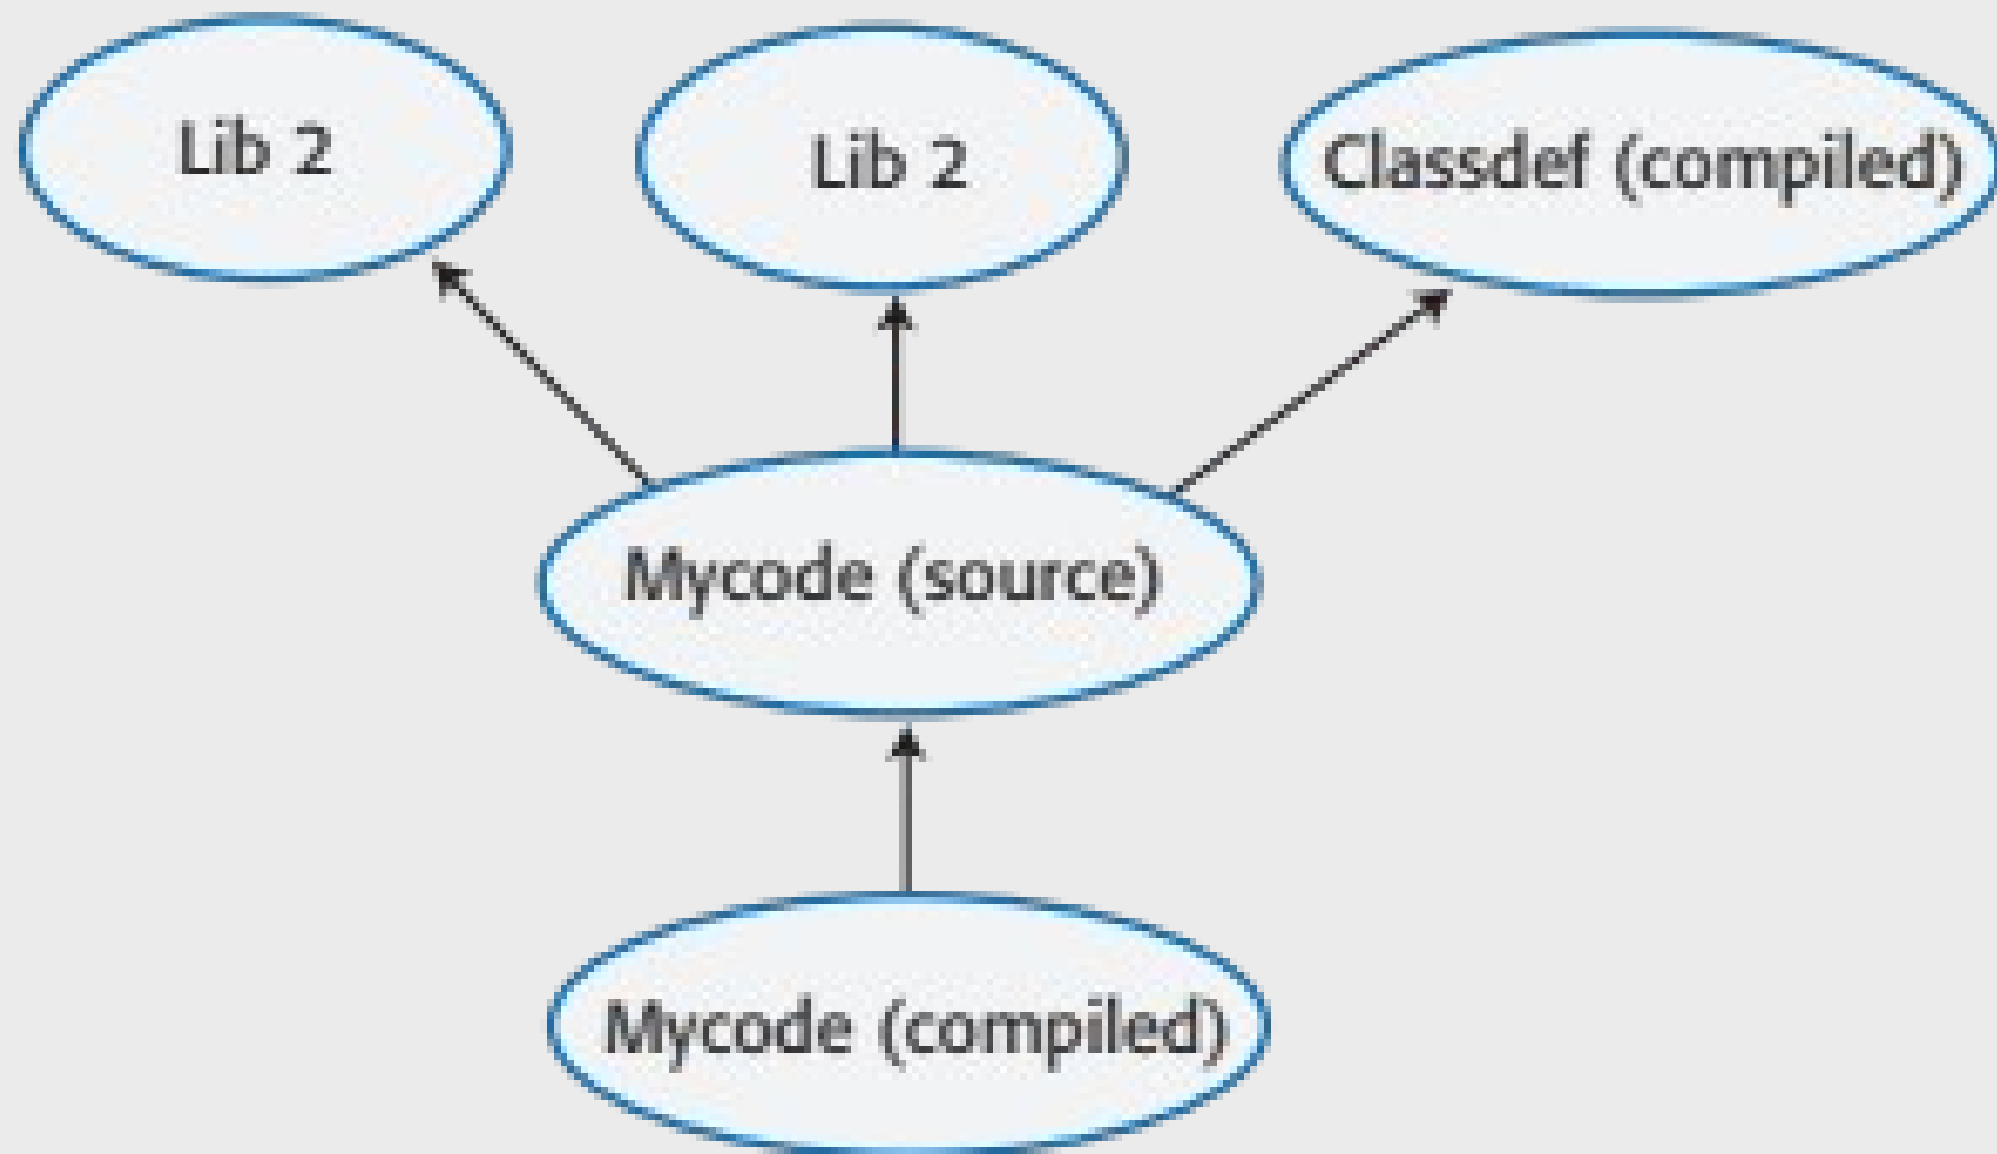 Lib 2
Lib 2
Classdef (compiled)
Mycode (source)
Mycode (compiled)